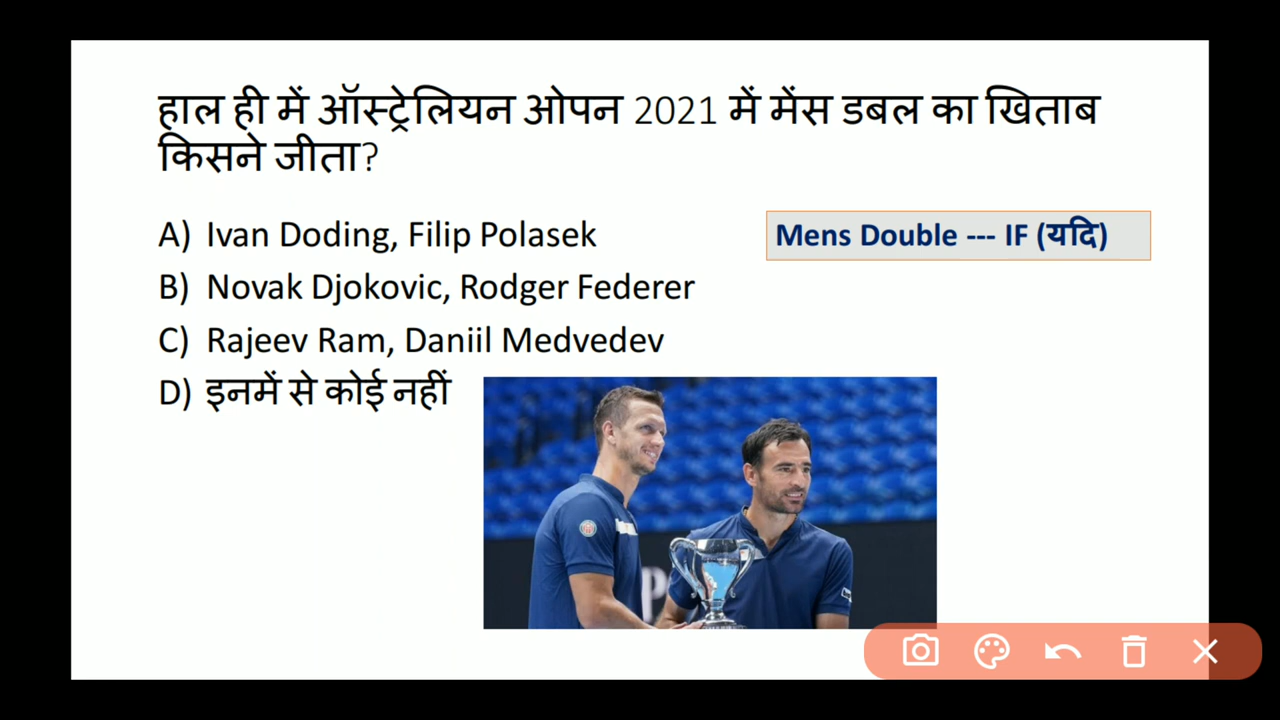 हाल ही में ऑस्ट्रेलियन ओपन 2021 में मेंस डबल का खिताब
किसने जीता?
A) Ivan Doding, Filip Polasek
Mens Double --- IF (यदि)
B) Novak Djokovic, Rodger Federer
C) Rajeev Ram, Daniil Medvedev
D) इनमें से कोई नहीं